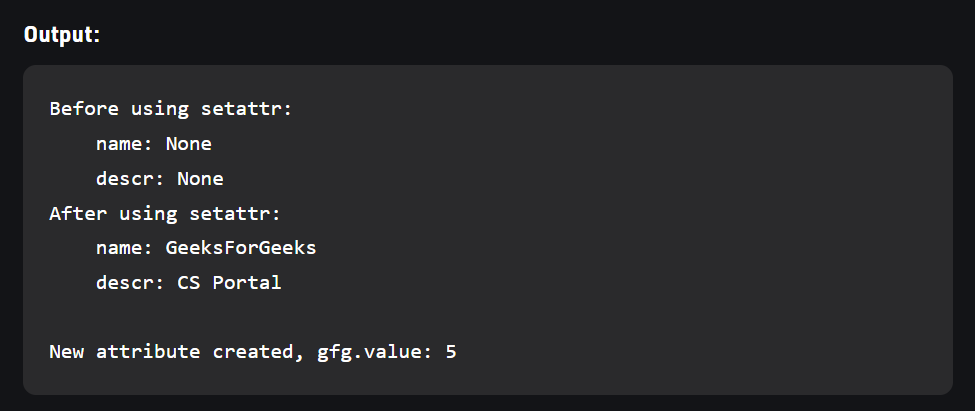 Output:
Before using setattr:
    name: None
    descr: None
After using setattr:
    name: GeeksForGeeks
    descr: CS Portal

New attribute created, gfg.value: 5